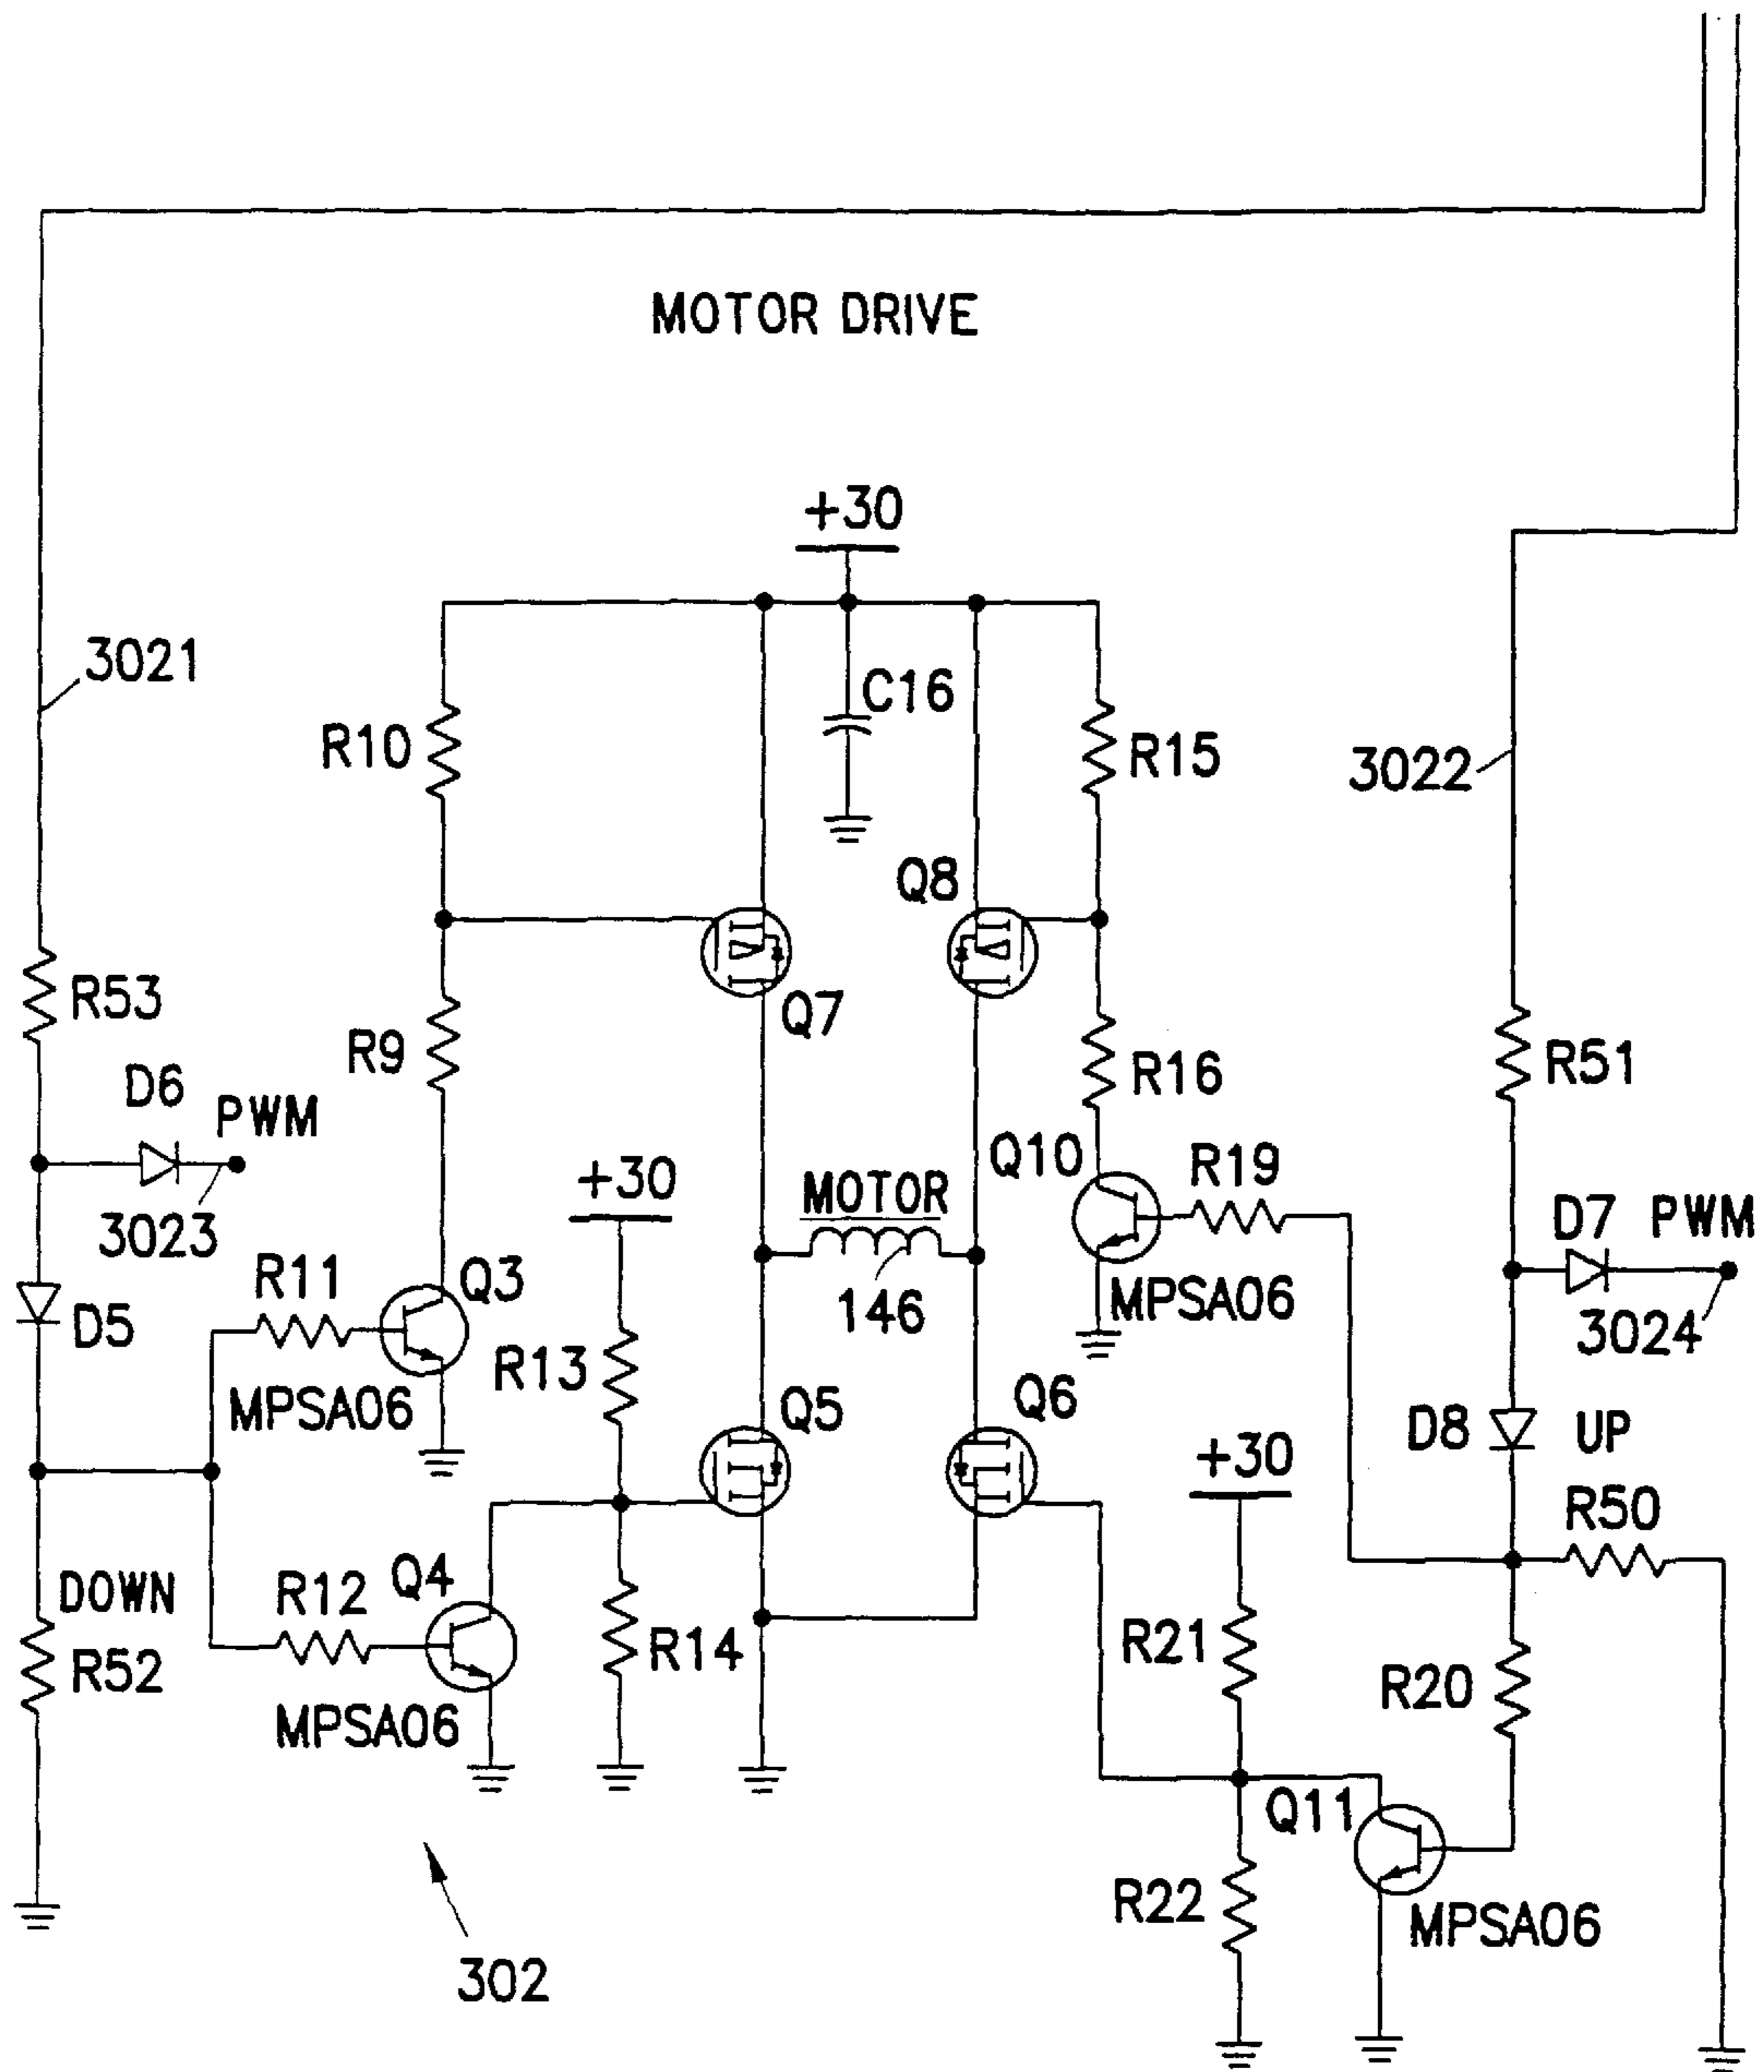 MOTOR DRIVE
+30
3021
C16
R10
R15
3022
Q8
R53
Q7
R9
R16
R51
D6
PWM
Q10
R19
+30
MOTOR
D7
PWM
3023
R11
Q3
146
MPSA06
3024
D5
R13
MPSA06
Q5
Q6
D8
UP
+30
R50
DOWN
R12
Q4
R14
R21
R52
R20
MPSA06
Q11
R22
MPSA06
302